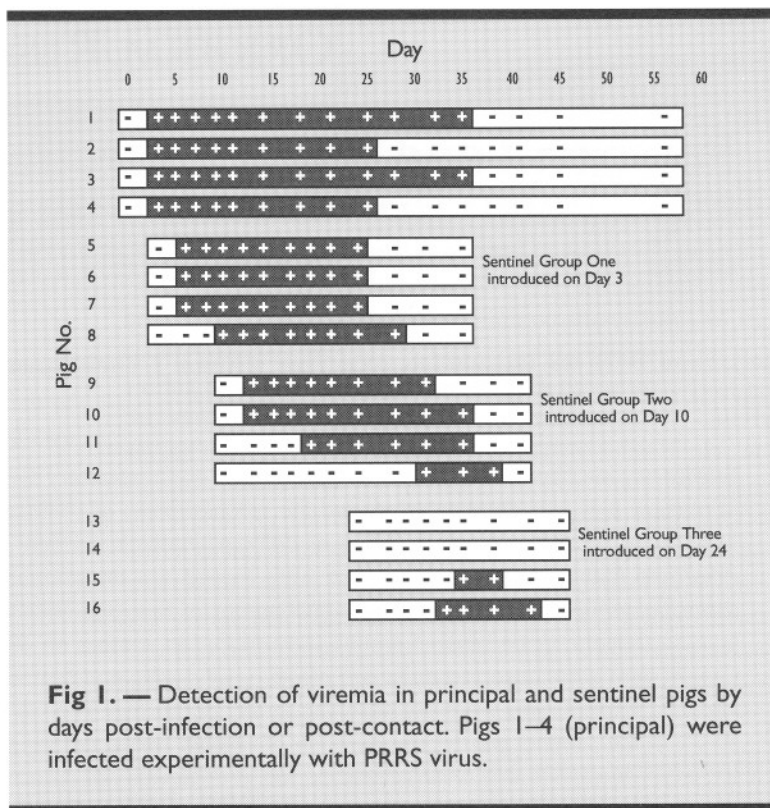 Day
0 5 10 15 20 25 30 35 40 45 50 55 60
Pig No.
1 - + + + + + + + + + + + + - - - -
2 - + + + + + + + + + - - - - - - -
3 - + + + + + + + + + + + + - - - -
4 - + + + + + + + + + - - - - - - -
5 - + + + + + + + + - - -
6 - + + + + + + + + - - -
7 - + + + + + + + + - - -
8 - - - + + + + + + + - -
Sentinel Group One
introduced on Day 3
9 - + + + + + + + + - - -
10 - + + + + + + + + + - -
11 - - - - + + + + + + - -
12 - - - - - - - - + + + -
Sentinel Group Two
introduced on Day 10
13 - - - - - - - - -
14 - - - - - - - - -
15 - - - - - + + - -
16 - - - - + + + + -
Sentinel Group Three
introduced on Day 24
Fig 1. — Detection of viremia in principal and sentinel pigs by
days post-infection or post-contact. Pigs 1–4 (principal) were
infected experimentally with PRRS virus.